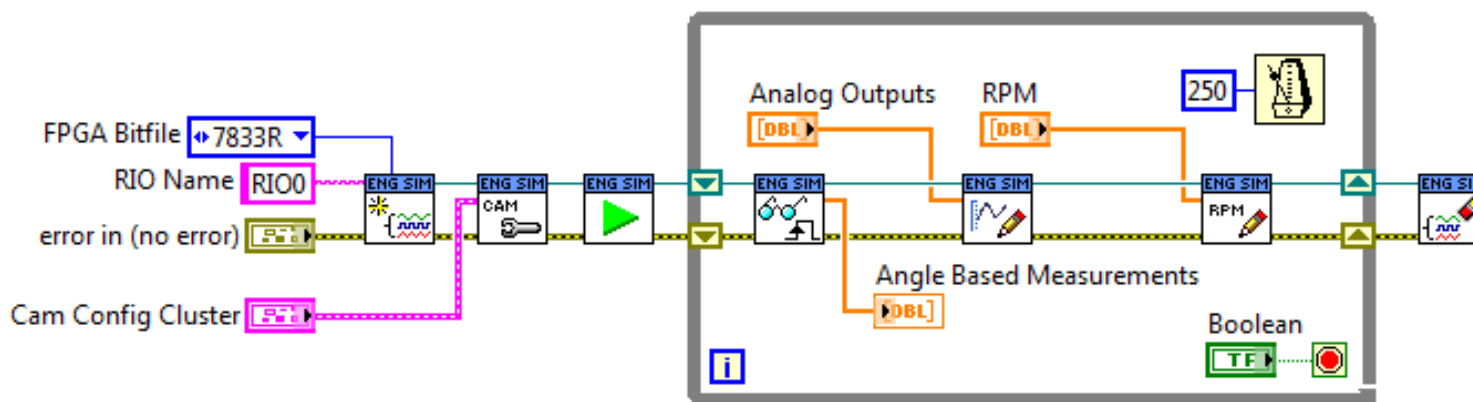 FPGA Bitfile
7833R
RIO Name
RIO0
error in (no error)
Cam Config Cluster
ENG SIM
ENG SIM
CAM
ENG SIM
ENG SIM
Analog Outputs
[DBL]
RPM
[DBL]
250
ENG SIM
ENG SIM
RPM
Angle Based Measurements
[DBL]
Boolean
TF
i